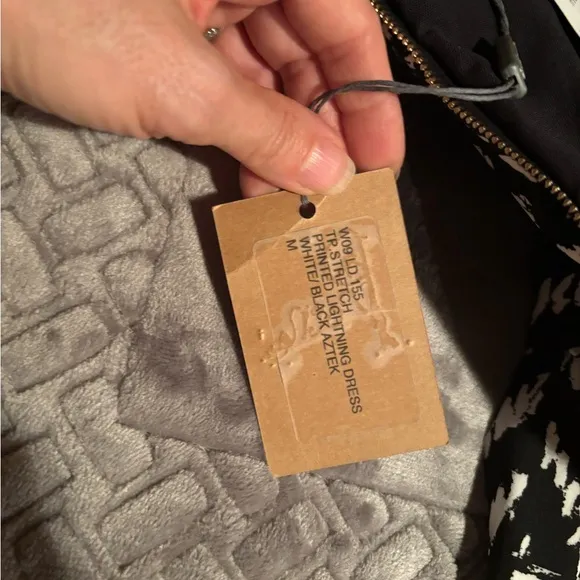 W09 LD 155
TP STRETCH
PRINTED LIGHTNING DRESS
WHITE/ BLACK AZTEK
M